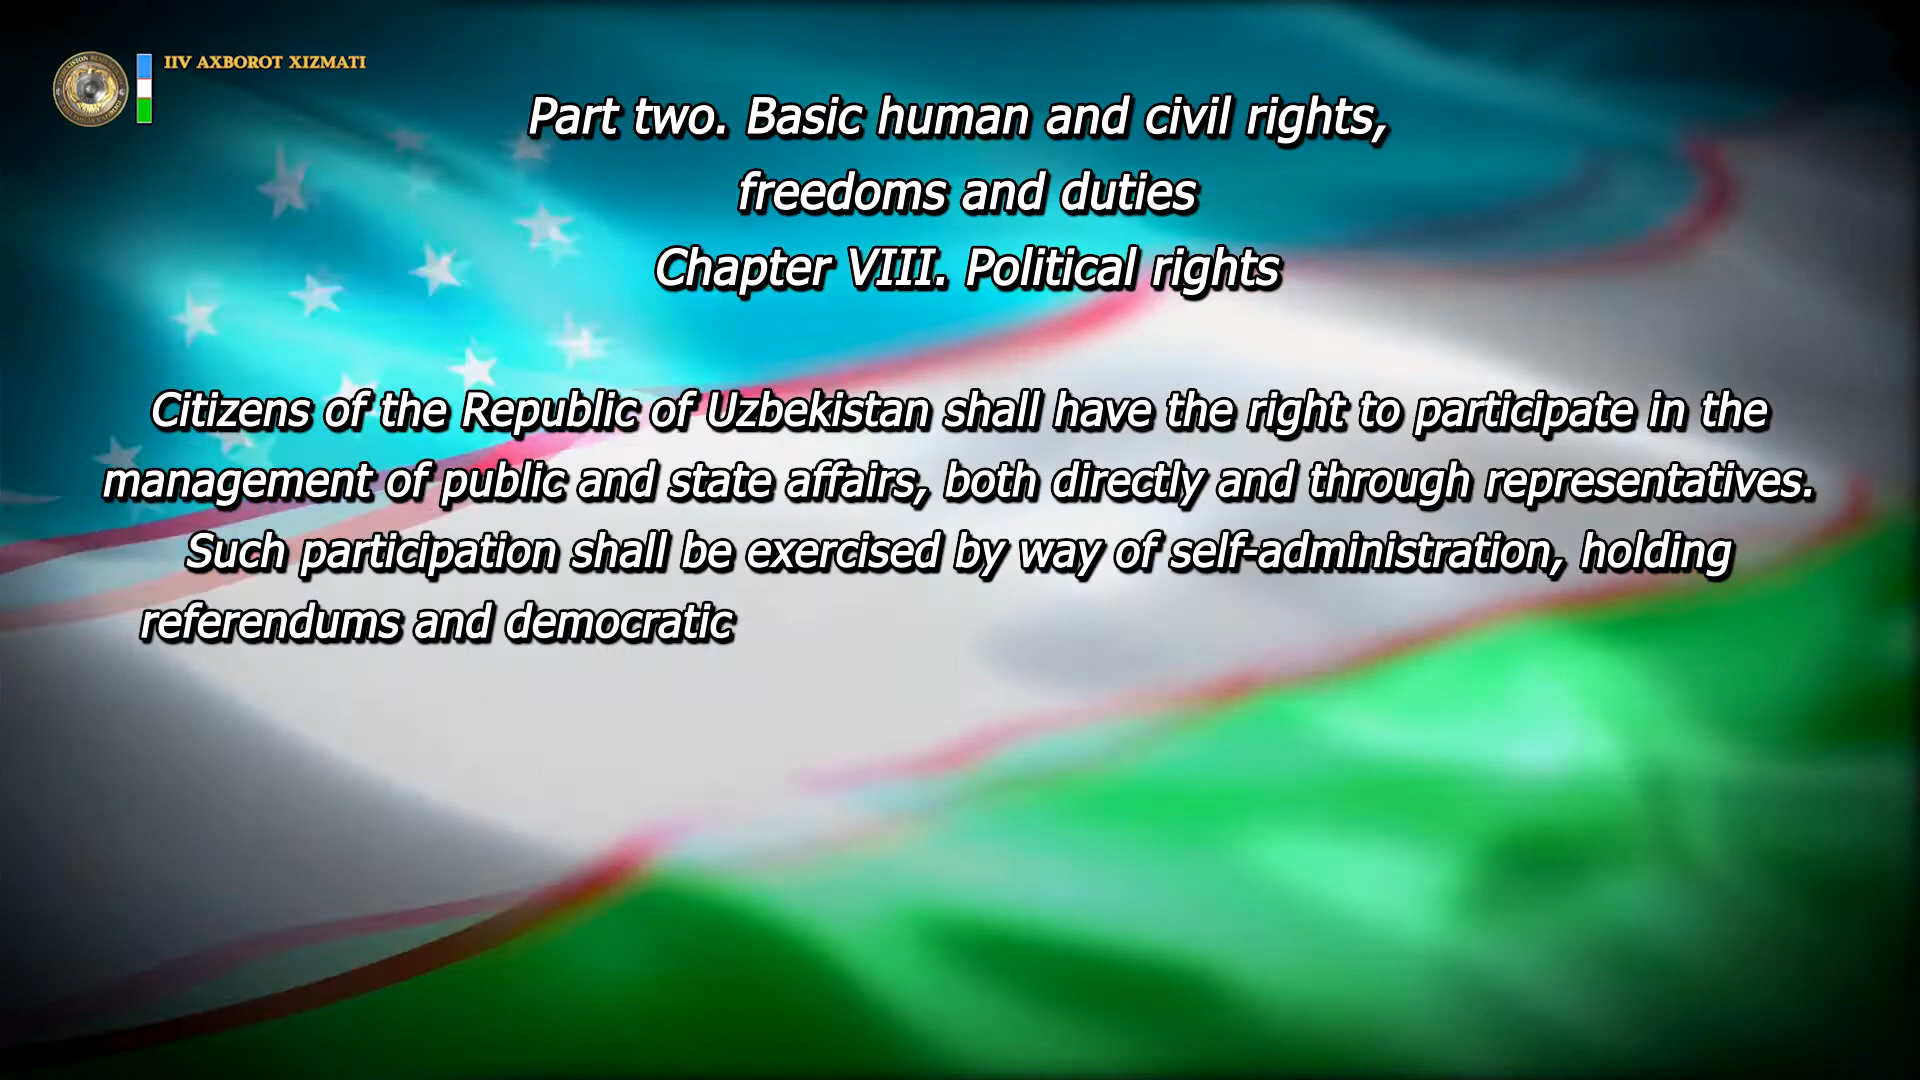 IIV AXBOROT XIZMATI
Part two. Basic human and civil rights,
freedoms and duties
Chapter VIII. Political rights
Citizens of the Republic of Uzbekistan shall have the right to participate in the
management of public and state affairs, both directly and through representatives.
Such participation shall be exercised by way of self-administration, holding
referendums and democratic